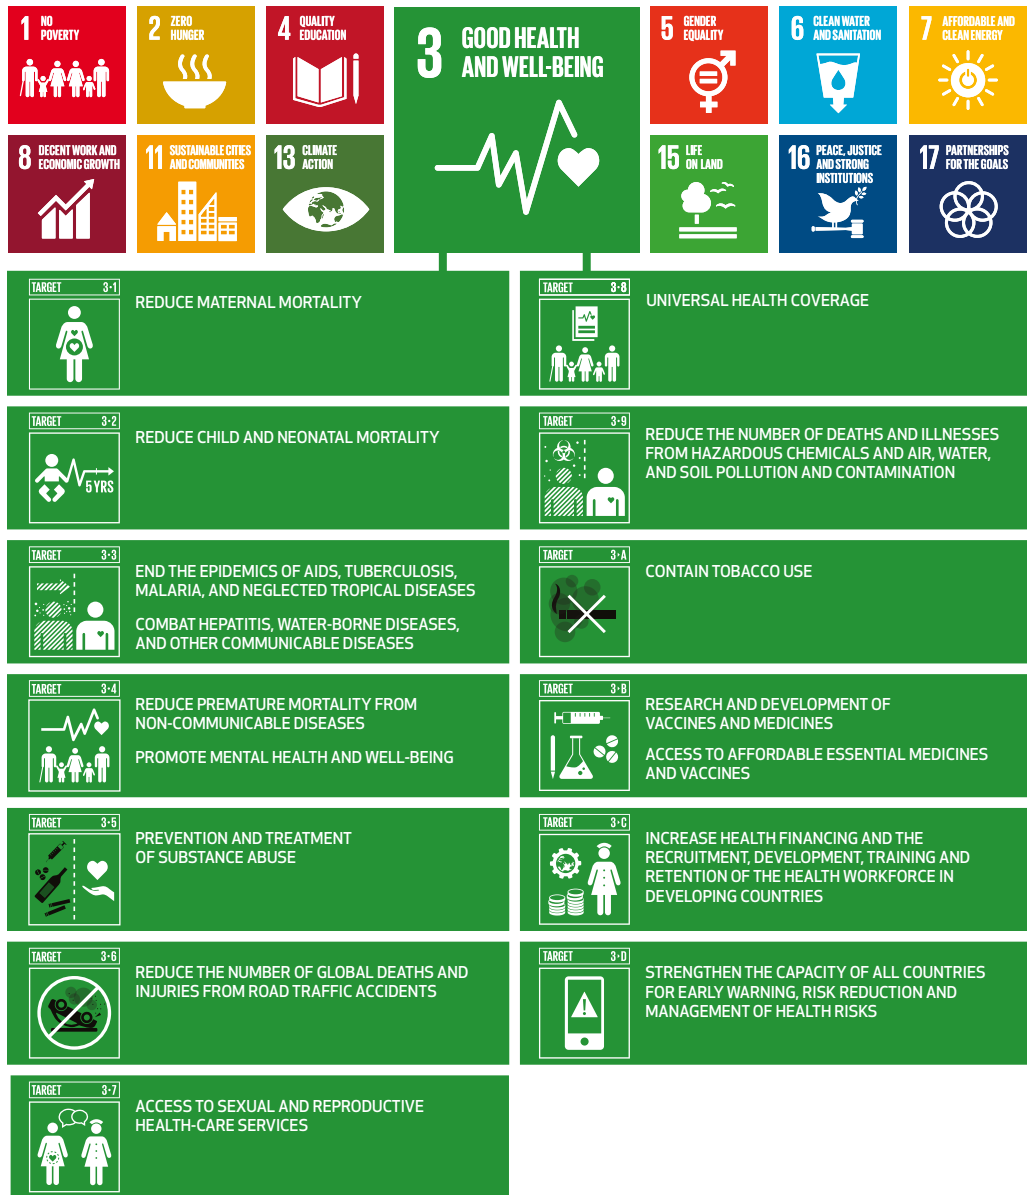 1 NO
POVERTY
2 ZERO
HUNGER
4 QUALITY
EDUCATION
3 GOOD HEALTH
AND WELL-BEING
5 GENDER
EQUALITY
6 CLEAN WATER
AND SANITATION
7 AFFORDABLE AND
CLEAN ENERGY
8 DECENT WORK AND
ECONOMIC GROWTH
11 SUSTAINABLE CITIES
AND COMMUNITIES
13 CLIMATE
ACTION
15 LIFE
ON LAND
16 PEACE, JUSTICE
AND STRONG
INSTITUTIONS
17 PARTNERSHIPS
FOR THE GOALS
TARGET 3·1
REDUCE MATERNAL MORTALITY
TARGET 3·2
REDUCE CHILD AND NEONATAL MORTALITY
5 YRS
TARGET 3·3
END THE EPIDEMICS OF AIDS, TUBERCULOSIS,
MALARIA, AND NEGLECTED TROPICAL DISEASES
COMBAT HEPATITIS, WATER-BORNE DISEASES,
AND OTHER COMMUNICABLE DISEASES
TARGET 3·4
REDUCE PREMATURE MORTALITY FROM
NON-COMMUNICABLE DISEASES
PROMOTE MENTAL HEALTH AND WELL-BEING
TARGET 3·5
PREVENTION AND TREATMENT
OF SUBSTANCE ABUSE
TARGET 3·6
REDUCE THE NUMBER OF GLOBAL DEATHS AND
INJURIES FROM ROAD TRAFFIC ACCIDENTS
TARGET 3·7
ACCESS TO SEXUAL AND REPRODUCTIVE
HEALTH-CARE SERVICES
TARGET 3·8
UNIVERSAL HEALTH COVERAGE
TARGET 3·9
REDUCE THE NUMBER OF DEATHS AND ILLNESSES
FROM HAZARDOUS CHEMICALS AND AIR, WATER,
AND SOIL POLLUTION AND CONTAMINATION
TARGET 3·A
CONTAIN TOBACCO USE
TARGET 3·B
RESEARCH AND DEVELOPMENT OF
VACCINES AND MEDICINES
ACCESS TO AFFORDABLE ESSENTIAL MEDICINES
AND VACCINES
TARGET 3·C
INCREASE HEALTH FINANCING AND THE
RECRUITMENT, DEVELOPMENT, TRAINING AND
RETENTION OF THE HEALTH WORKFORCE IN
DEVELOPING COUNTRIES
TARGET 3·D
STRENGTHEN THE CAPACITY OF ALL COUNTRIES
FOR EARLY WARNING, RISK REDUCTION AND
MANAGEMENT OF HEALTH RISKS